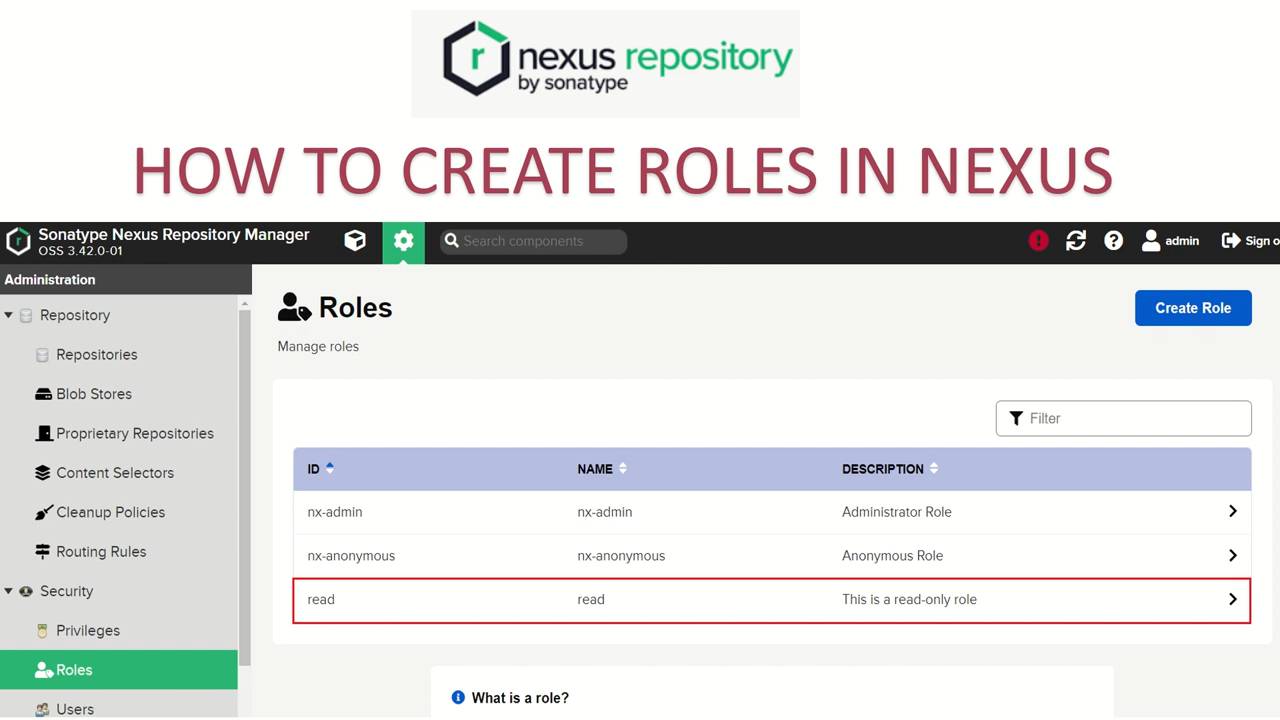 r nexus repository
by sonatype
HOW TO CREATE ROLES IN NEXUS
r Sonatype Nexus Repository Manager
OSS 3.42.0-01
Search components
! ? admin Sign o
Administration
Repository
Repositories
Blob Stores
Proprietary Repositories
Content Selectors
Cleanup Policies
Routing Rules
Security
Privileges
Roles
Users
Roles
Create Role
Manage roles
Filter
ID NAME DESCRIPTION
nx-admin nx-admin Administrator Role
nx-anonymous nx-anonymous Anonymous Role
read read This is a read-only role
i What is a role?